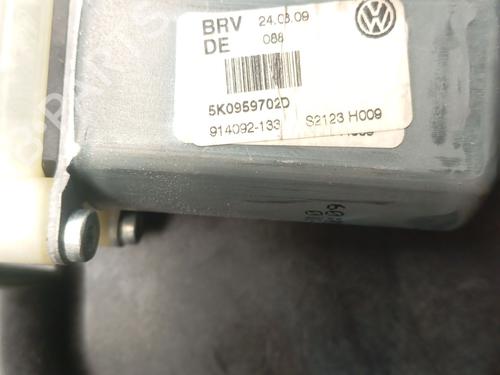 BRV 24.03.09
DE 088
5K0959702D
914092-133 S2123 H009